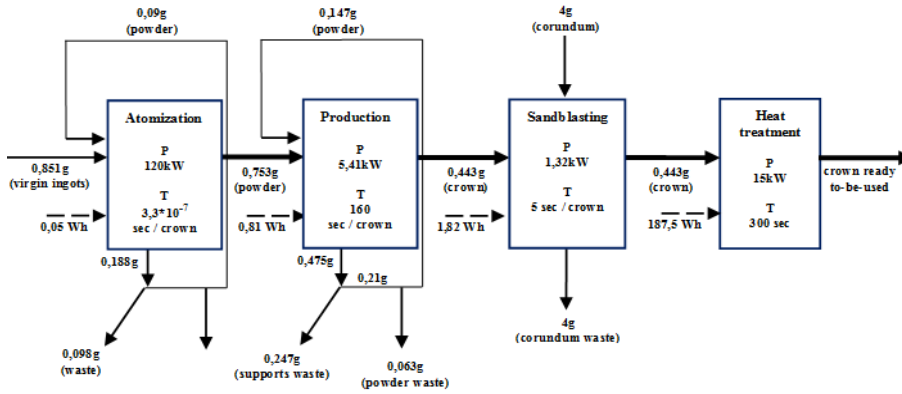 0,09g
(powder)
0,147g
(powder)
4g
(corundum)
Atomization
P
120kW
T
3,3*10⁻⁷
sec / crown
Production
P
5,41kW
T
160
sec / crown
Sandblasting
P
1,32kW
T
5 sec / crown
Heat
treatment
P
15kW
T
300 sec
0,851g
(virgin ingots)
0,05 Wh
0,753g
(powder)
0,81 Wh
0,443g
(crown)
1,82 Wh
0,443g
(crown)
187,5 Wh
crown ready
to-be-used
0,188g
0,475g
0,21g
0,098g
(waste)
0,247g
(supports waste)
0,063g
(powder waste)
4g
(corundum waste)